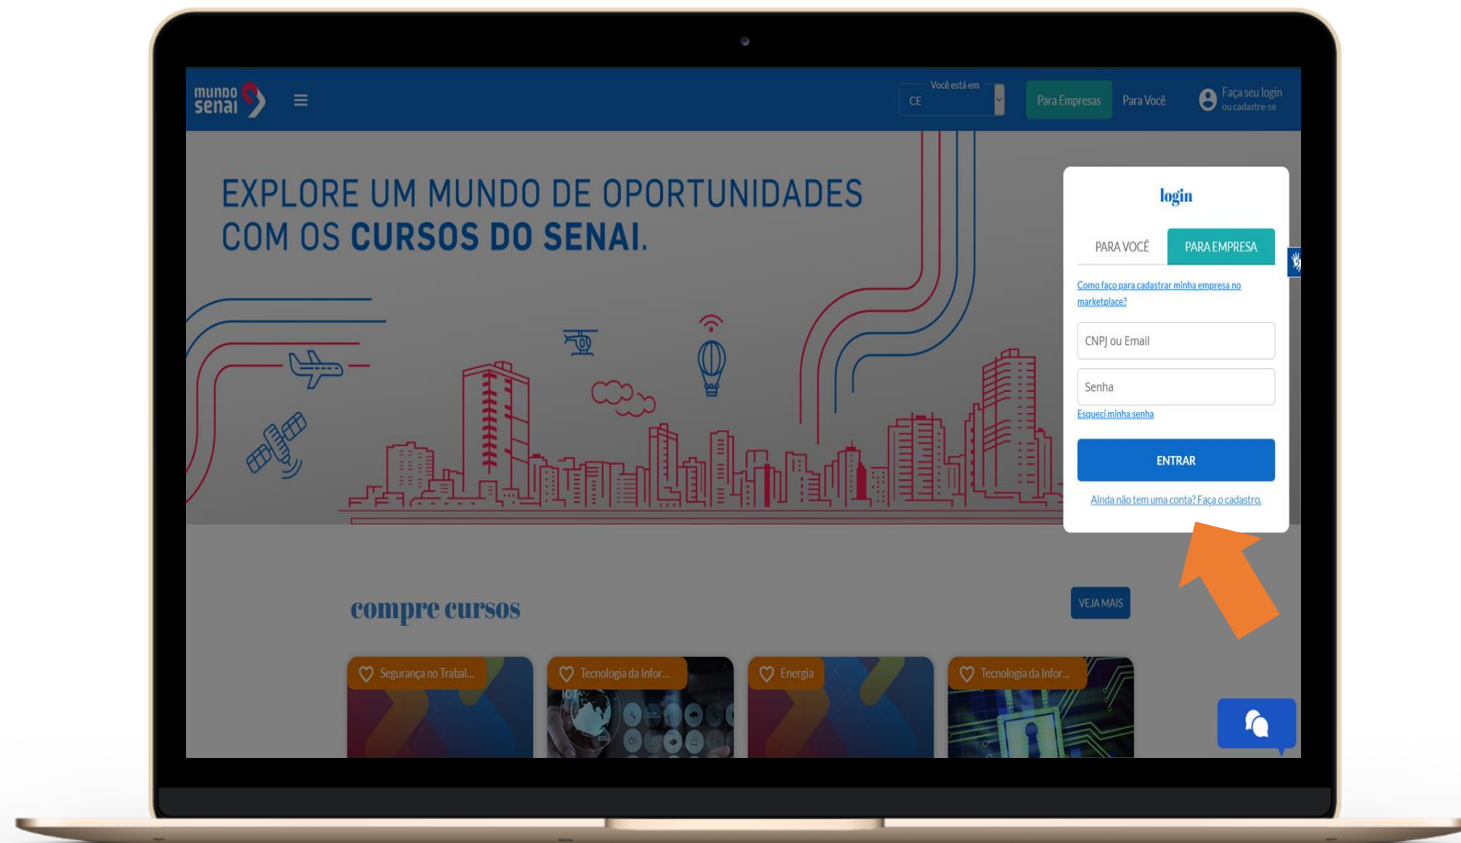 mundo
senai
Você está em
CE
Para Empresas
Para Você
Faça seu login
ou cadastre-se
EXPLORE UM MUNDO DE OPORTUNIDADES
COM OS CURSOS DO SENAI.
login
PARA VOCÊ
PARA EMPRESA
Como faço para cadastrar minha empresa no
marketplace?
CNPJ ou Email
Senha
Esqueci minha senha
ENTRAR
Ainda não tem uma conta? Faça o cadastro.
compre cursos
VEJA MAIS
Segurança no Trabal...
Tecnologia da Infor...
Energia
Tecnologia da Infor...
IOT